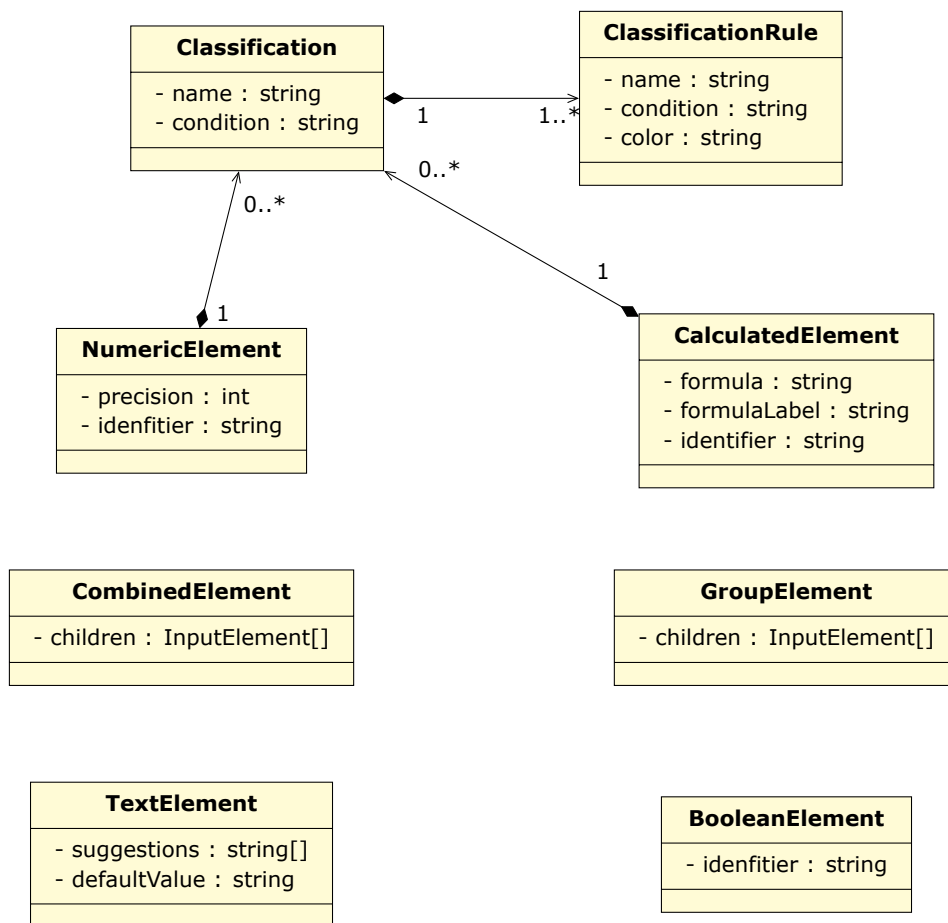 Classification
- name : string
- condition : string
ClassificationRule
- name : string
- condition : string
- color : string
1
1..*
0..*
0..*
1
1
NumericElement
- precision : int
- idenfitier : string
CalculatedElement
- formula : string
- formulaLabel : string
- identifier : string
CombinedElement
- children : InputElement[]
GroupElement
- children : InputElement[]
TextElement
- suggestions : string[]
- defaultValue : string
BooleanElement
- idenfitier : string